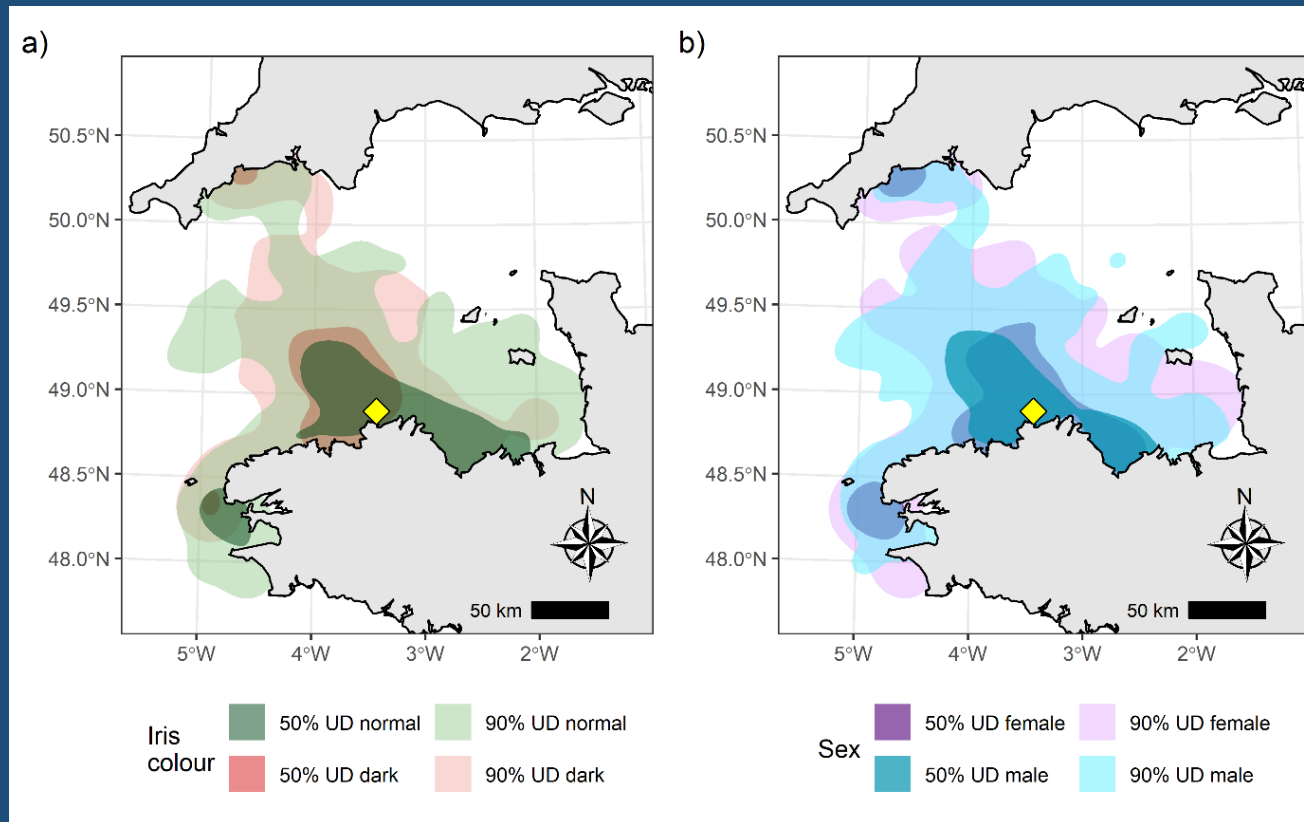 a)
b)
50.5°N
50.0°N
49.5°N
49.0°N
48.5°N
48.0°N
N
50 km
5°W 4°W 3°W 2°W
50.5°N
50.0°N
49.5°N
49.0°N
48.5°N
48.0°N
N
50 km
5°W 4°W 3°W 2°W
Iris
colour
50% UD normal 90% UD normal
50% UD dark 90% UD dark
Sex
50% UD female 90% UD female
50% UD male 90% UD male